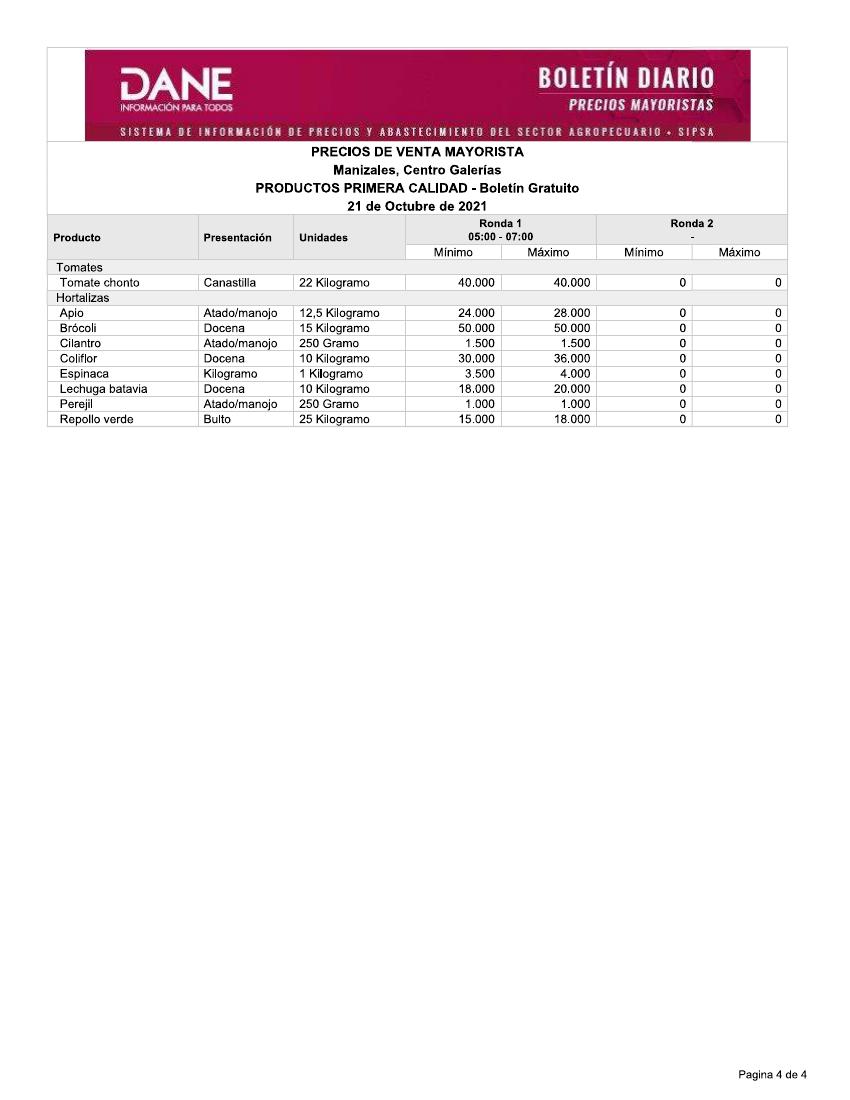 DANE
INFORMACIÓN PARA TODOS
BOLETÍN DIARIO
PRECIOS MAYORISTAS
SISTEMA DE INFORMACIÓN DE PRECIOS Y ABASTECIMIENTO DEL SECTOR AGROPECUARIO • SIPSA
PRECIOS DE VENTA MAYORISTA
Manizales, Centro Galerías
PRODUCTOS PRIMERA CALIDAD - Boletín Gratuito
21 de Octubre de 2021
Producto Presentación Unidades Ronda 1 Ronda 2
05:00 - 07:00 -
Mínimo Máximo Mínimo Máximo
Tomates
Tomate chonto Canastilla 22 Kilogramo 40.000 40.000 0 0
Hortalizas
Apio Atado/manojo 12,5 Kilogramo 24.000 28.000 0 0
Brócoli Docena 15 Kilogramo 50.000 50.000 0 0
Cilantro Atado/manojo 250 Gramo 1.500 1.500 0 0
Coliflor Docena 10 Kilogramo 30.000 36.000 0 0
Espinaca Kilogramo 1 Kilogramo 3.500 4.000 0 0
Lechuga batavia Docena 10 Kilogramo 18.000 20.000 0 0
Perejil Atado/manojo 250 Gramo 1.000 1.000 0 0
Repollo verde Bulto 25 Kilogramo 15.000 18.000 0 0
Pagina 4 de 4